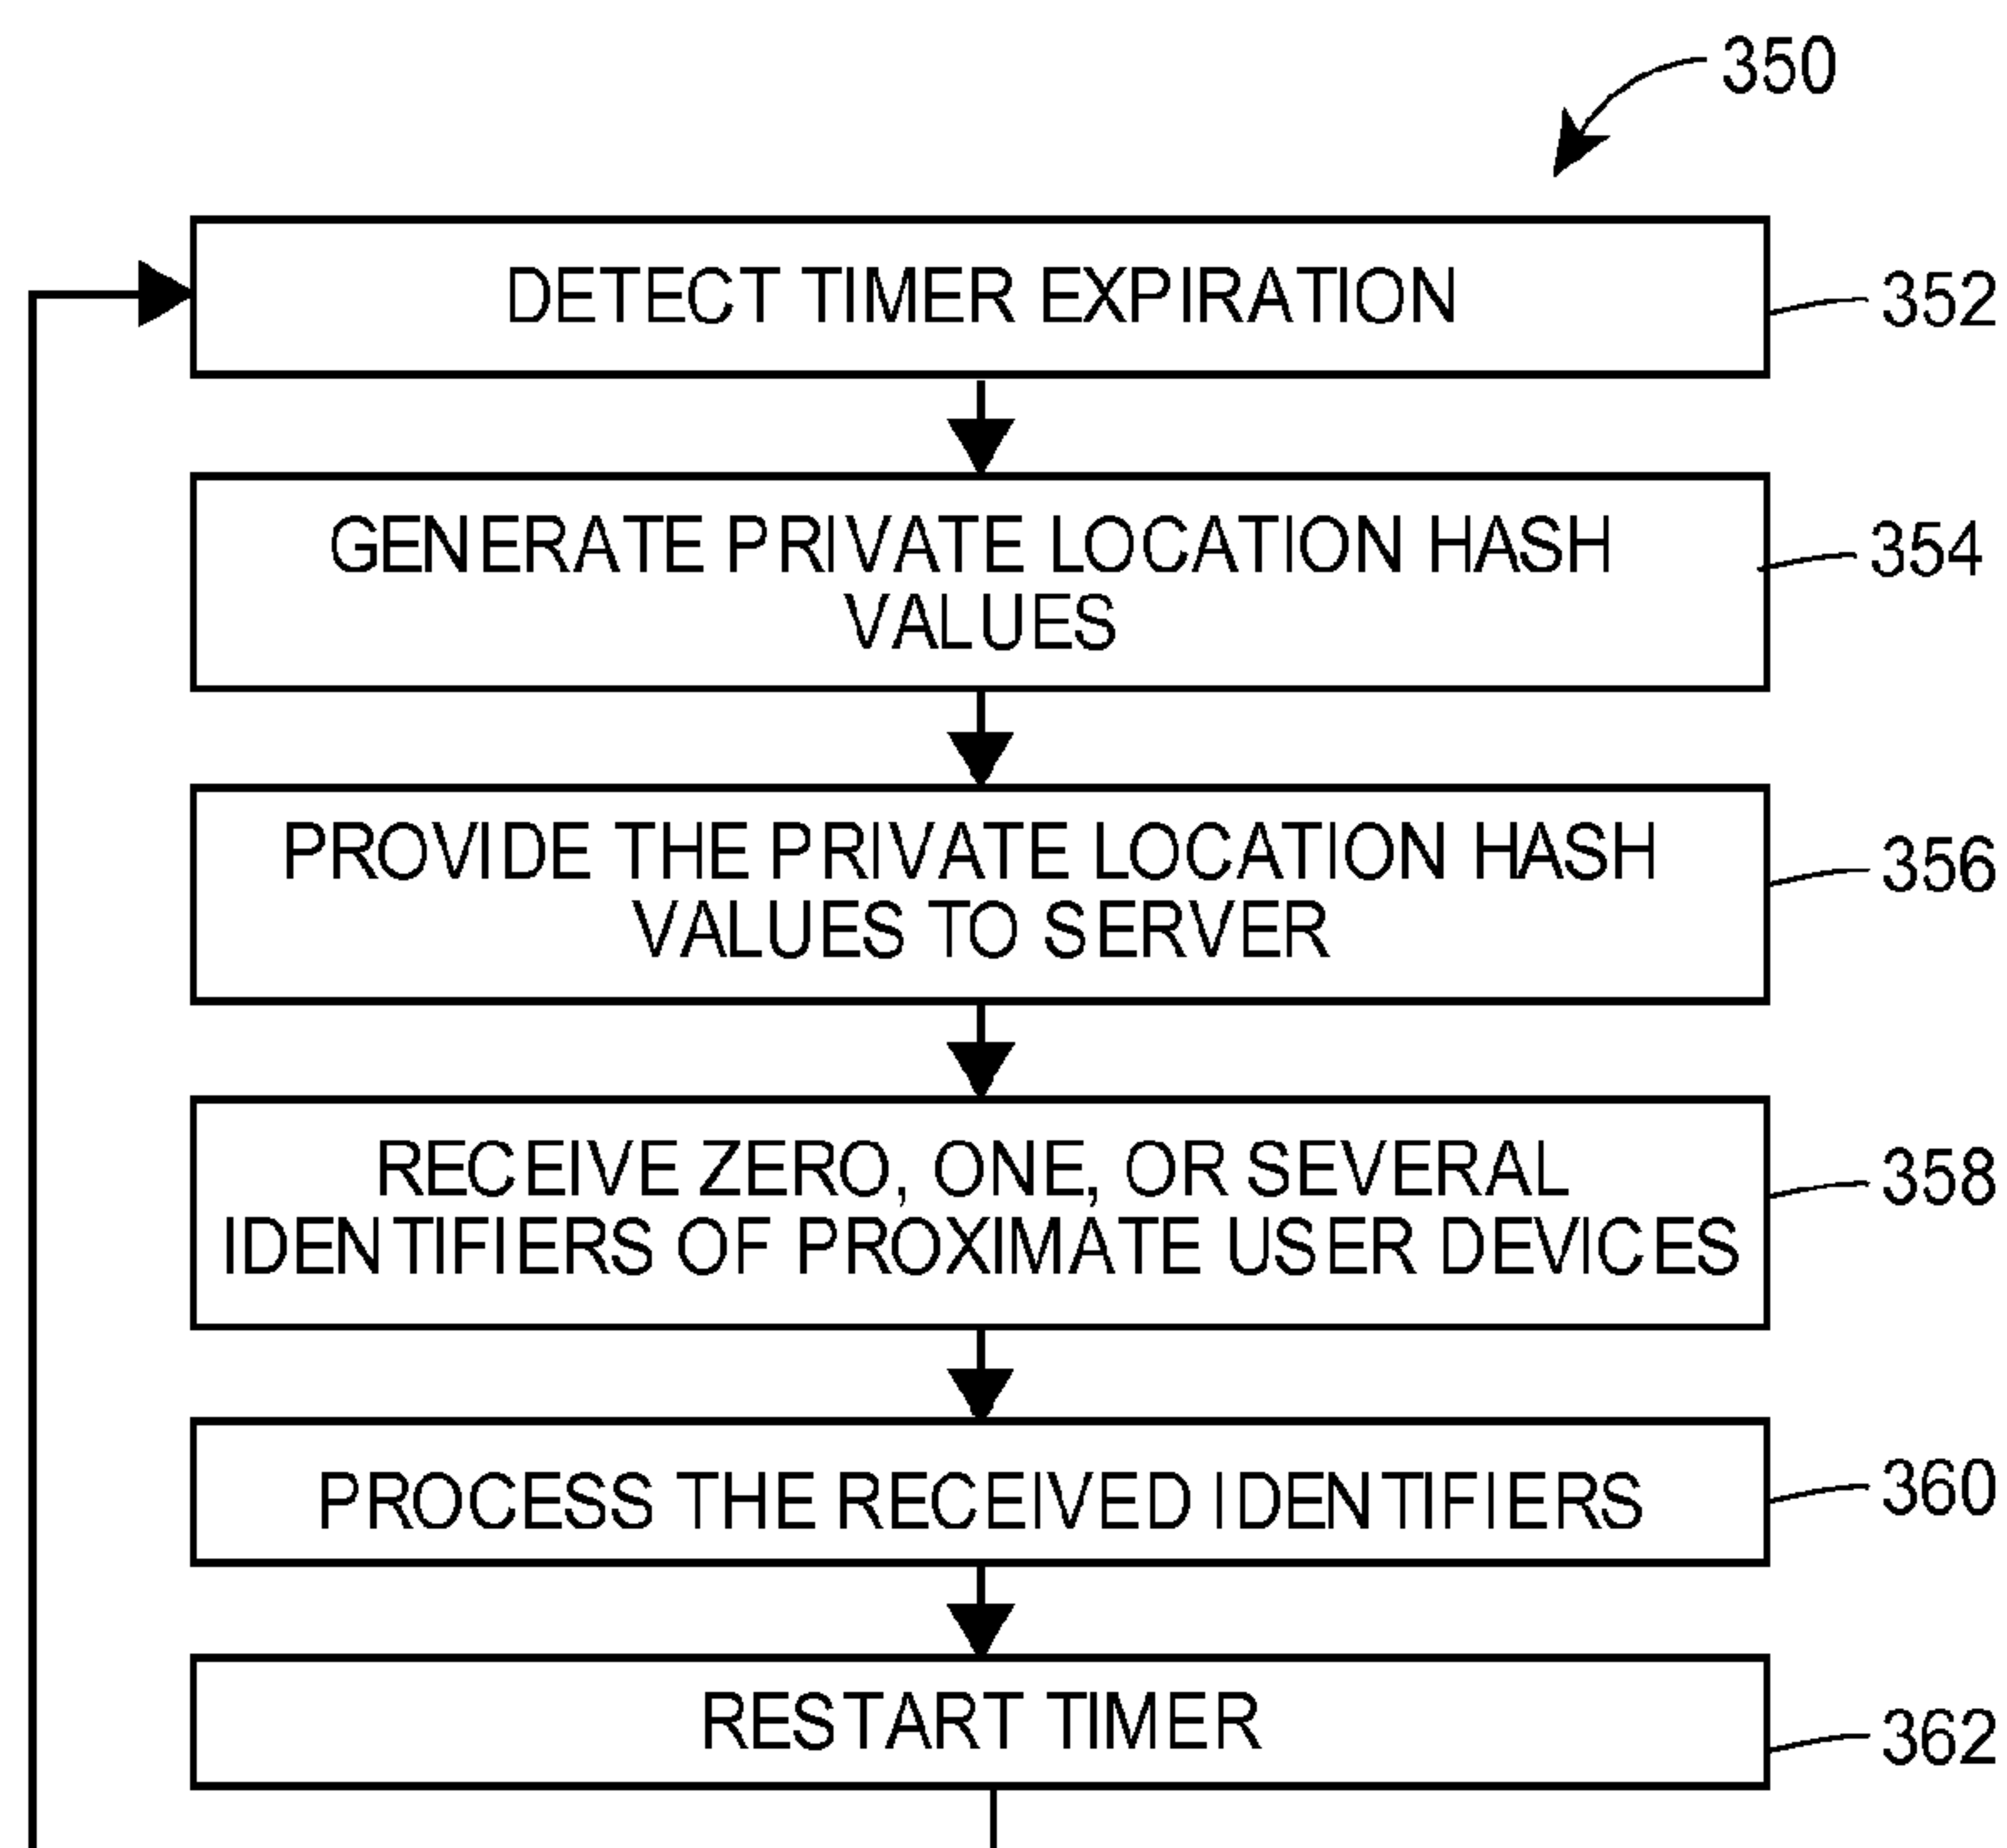 350
DETECT TIMER EXPIRATION
352
GENERATE PRIVATE LOCATION HASH
VALUES
354
PROVIDE THE PRIVATE LOCATION HASH
VALUES TO SERVER
356
RECEIVE ZERO, ONE, OR SEVERAL
IDENTIFIERS OF PROXIMATE USER DEVICES
358
PROCESS THE RECEIVED IDENTIFIERS
360
RESTART TIMER
362